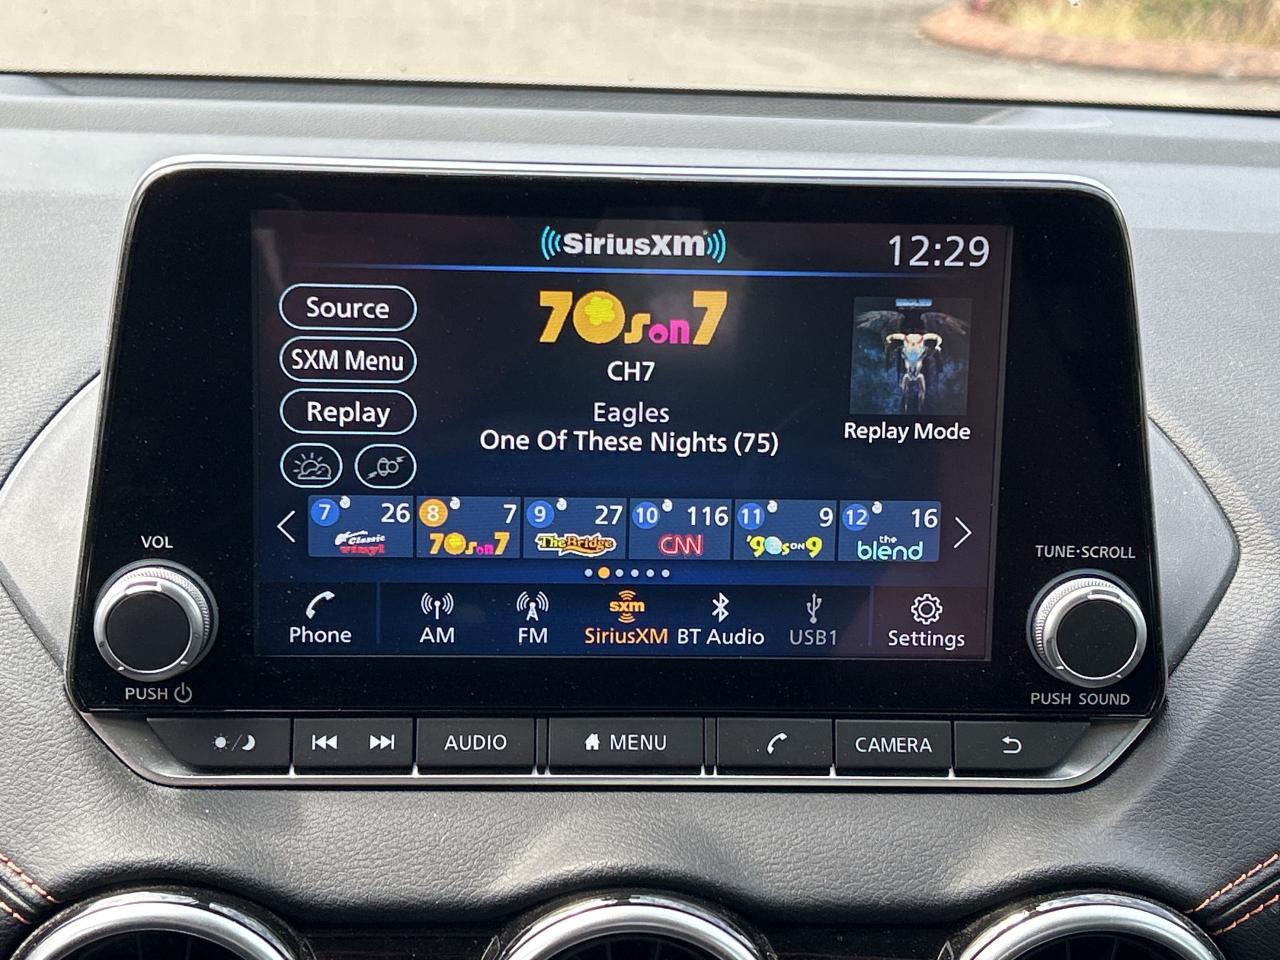 SiriusXM
12:29
Source
SXM Menu
Replay
70s on 7
CH7
Eagles
One Of These Nights (75)
Replay Mode
7 26
Classic vinyl
8 7
70s on 7
9 27
The Bridge
10 116
CNN
11 9
'90s ON 9
12 16
the blend
Phone
AM
FM
sxm
SiriusXM
BT Audio
USB1
Settings
VOL
PUSH
TUNE·SCROLL
PUSH SOUND
AUDIO
MENU
CAMERA